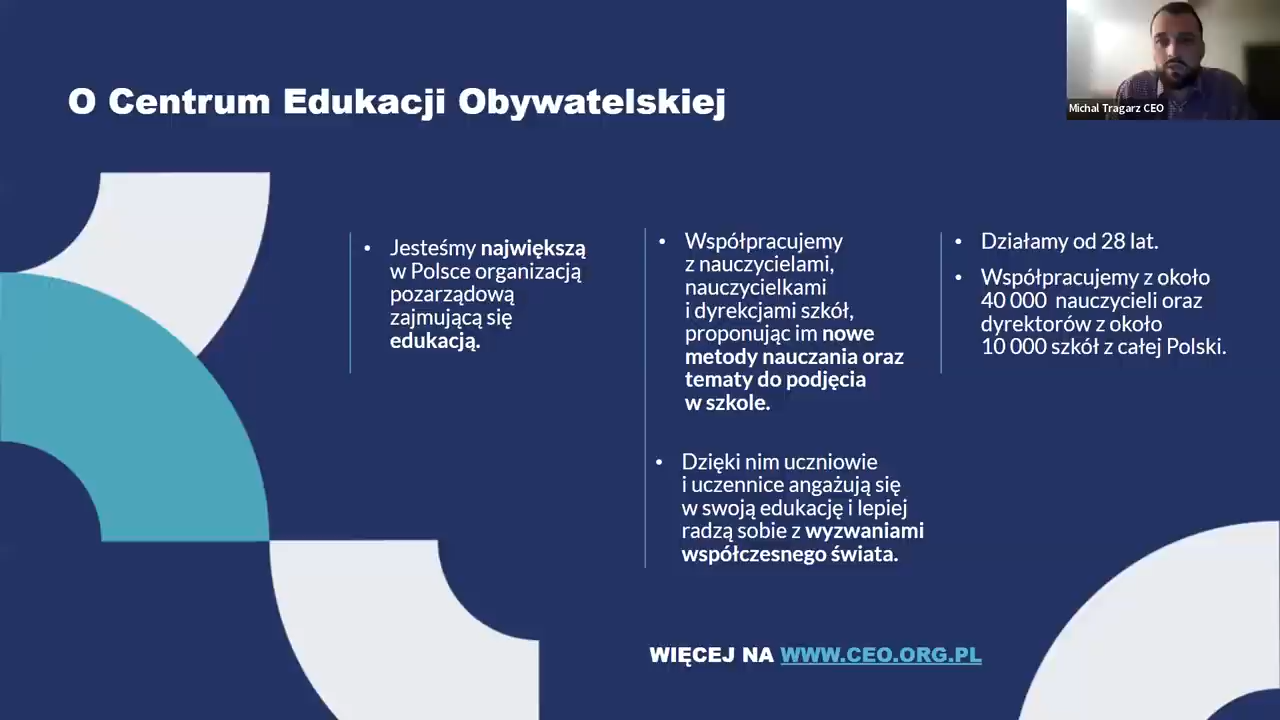 O Centrum Edukacji Obywatelskiej
Michal Tragarz CEO
• Jesteśmy największą
w Polsce organizacją
pozarządową
zajmującą się
edukacją.
• Współpracujemy
z nauczycielami,
nauczycielkami
i dyrekcjami szkół,
proponując im nowe
metody nauczania oraz
tematy do podjęcia
w szkole.
• Dzięki nim uczniowie
i uczennice angażują się
w swoją edukację i lepiej
radzą sobie z wyzwaniami
współczesnego świata.
• Działamy od 28 lat.
• Współpracujemy z około
40 000 nauczycieli oraz
dyrektorów z około
10 000 szkół z całej Polski.
WIĘCEJ NA WWW.CEO.ORG.PL